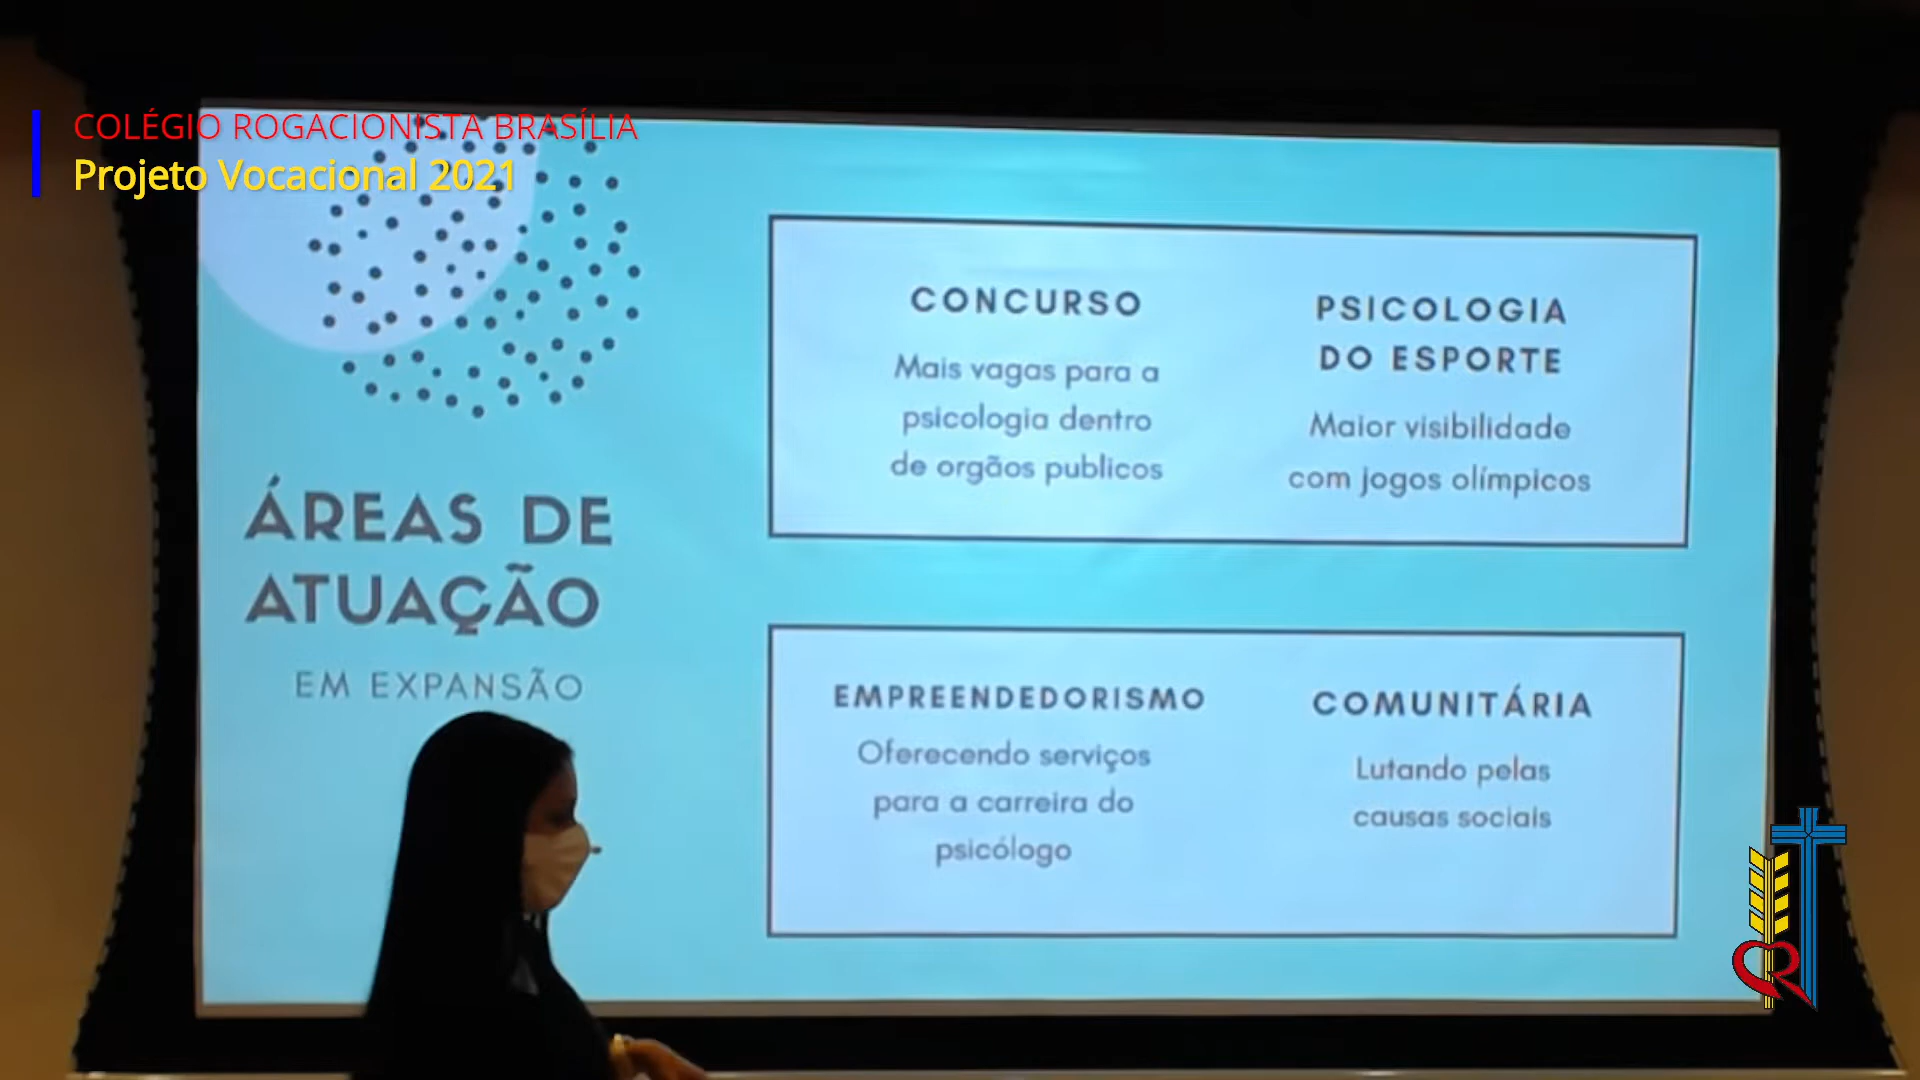 COLÉGIO ROGACIONISTA BRASÍLIA
Projeto Vocacional 2021
ÁREAS DE
ATUAÇÃO
EM EXPANSÃO
CONCURSO
Mais vagas para a
psicologia dentro
de orgãos publicos
PSICOLOGIA
DO ESPORTE
Maior visibilidade
com jogos olímpicos
EMPREENDEDORISMO
Oferecendo serviços
para a carreira do
psicólogo
COMUNITÁRIA
Lutando pelas
causas sociais